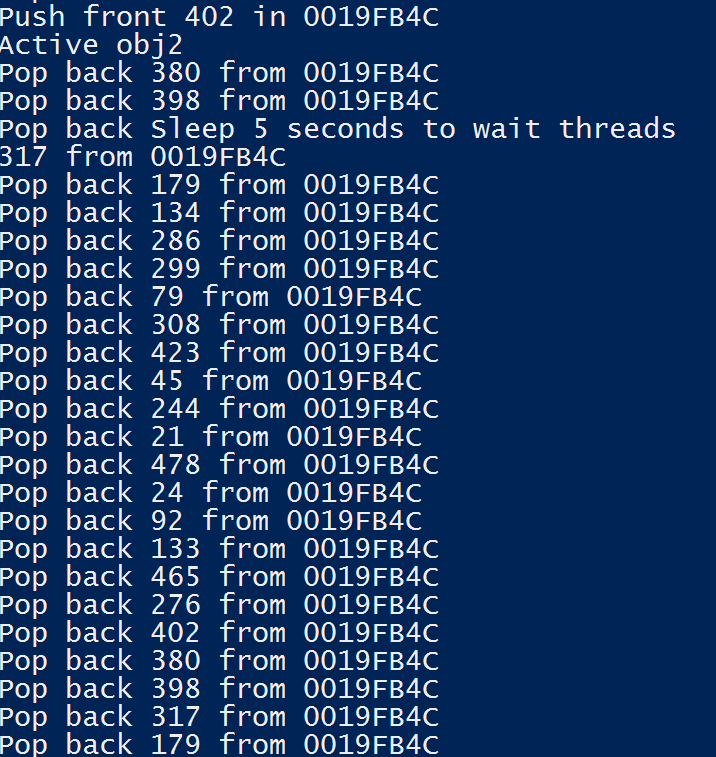 Push front 402 in 0019FB4C
Active obj2
Pop back 380 from 0019FB4C
Pop back 398 from 0019FB4C
Pop back Sleep 5 seconds to wait threads
317 from 0019FB4C
Pop back 179 from 0019FB4C
Pop back 134 from 0019FB4C
Pop back 286 from 0019FB4C
Pop back 299 from 0019FB4C
Pop back 79 from 0019FB4C
Pop back 308 from 0019FB4C
Pop back 423 from 0019FB4C
Pop back 45 from 0019FB4C
Pop back 244 from 0019FB4C
Pop back 21 from 0019FB4C
Pop back 478 from 0019FB4C
Pop back 24 from 0019FB4C
Pop back 92 from 0019FB4C
Pop back 133 from 0019FB4C
Pop back 465 from 0019FB4C
Pop back 276 from 0019FB4C
Pop back 402 from 0019FB4C
Pop back 380 from 0019FB4C
Pop back 398 from 0019FB4C
Pop back 317 from 0019FB4C
Pop back 179 from 0019FB4C